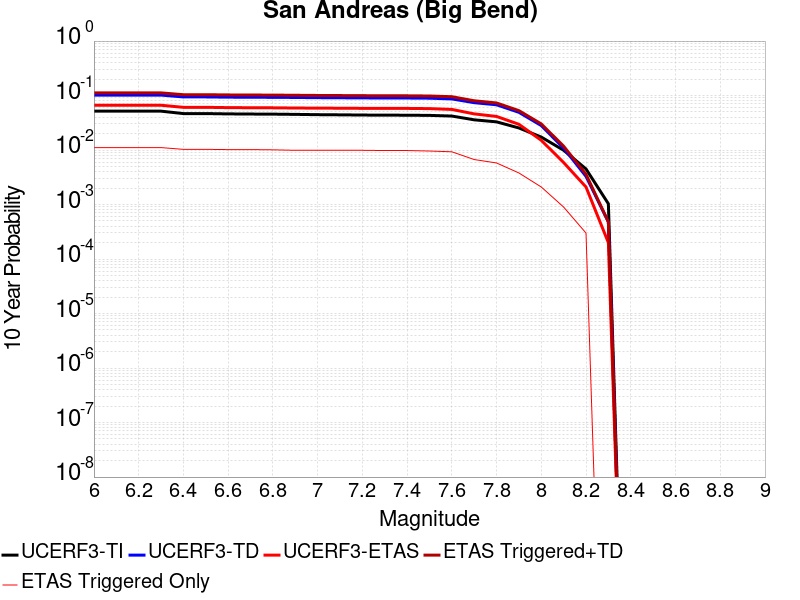 San Andreas (Big Bend)
10 0
10 -1
10 -2
10 -3
10 -4
10 -5
10 -6
10 -7
10 -8
10 Year Probability
6 6.2 6.4 6.6 6.8 7 7.2 7.4 7.6 7.8 8 8.2 8.4 8.6 8.8 9
Magnitude
UCERF3-TI UCERF3-TD UCERF3-ETAS ETAS Triggered+TD
ETAS Triggered Only